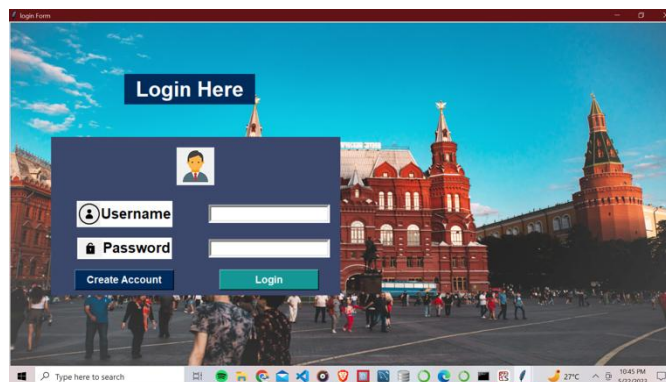 login Form
Login Here
Username
Password
Create Account
Login
Type here to search
27°C
10:45 PM